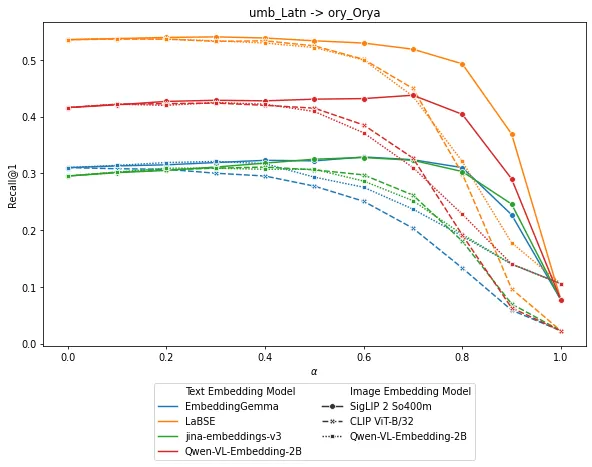 umb_Latn -> ory_Orya
Recall@1
0.5
0.4
0.3
0.2
0.1
0.0
0.0 0.2 0.4 0.6 0.8 1.0
α
Text Embedding Model
EmbeddingGemma
LaBSE
jina-embeddings-v3
Qwen-VL-Embedding-2B
Image Embedding Model
SigLIP 2 So400m
CLIP ViT-B/32
Qwen-VL-Embedding-2B